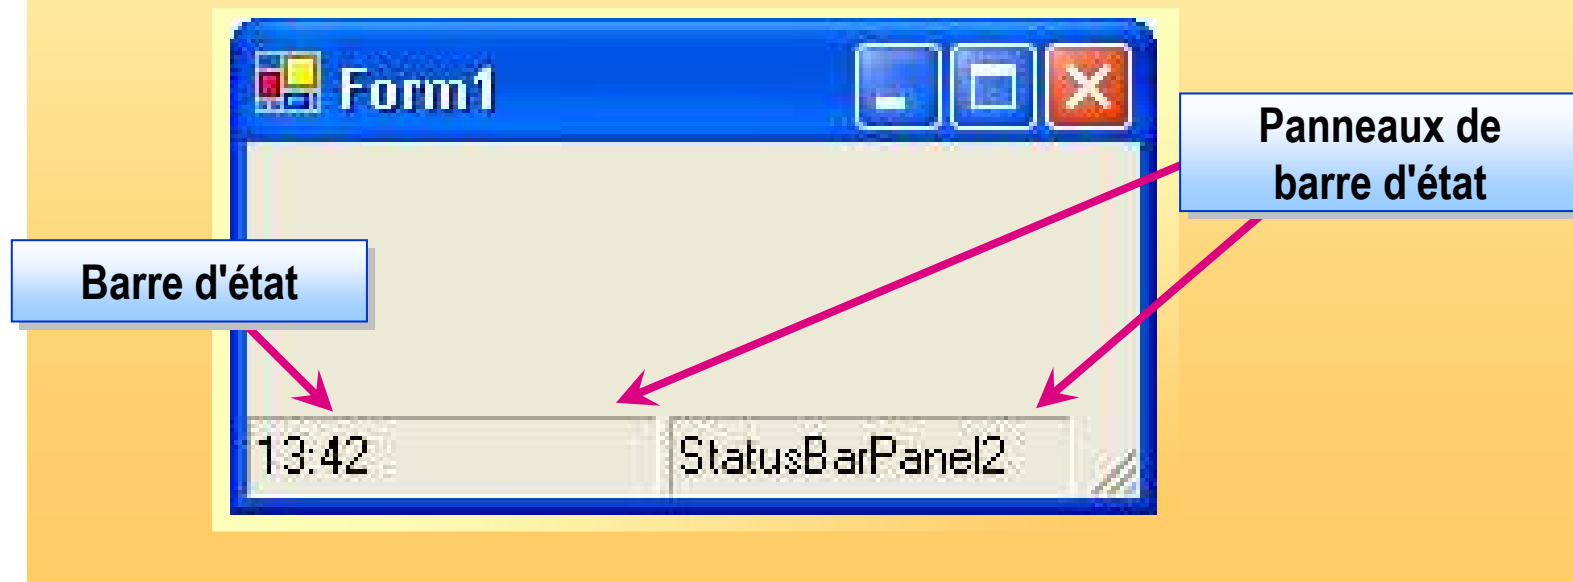 Form1
Panneaux de
barre d'état
Barre d'état
13:42
StatusBarPanel2